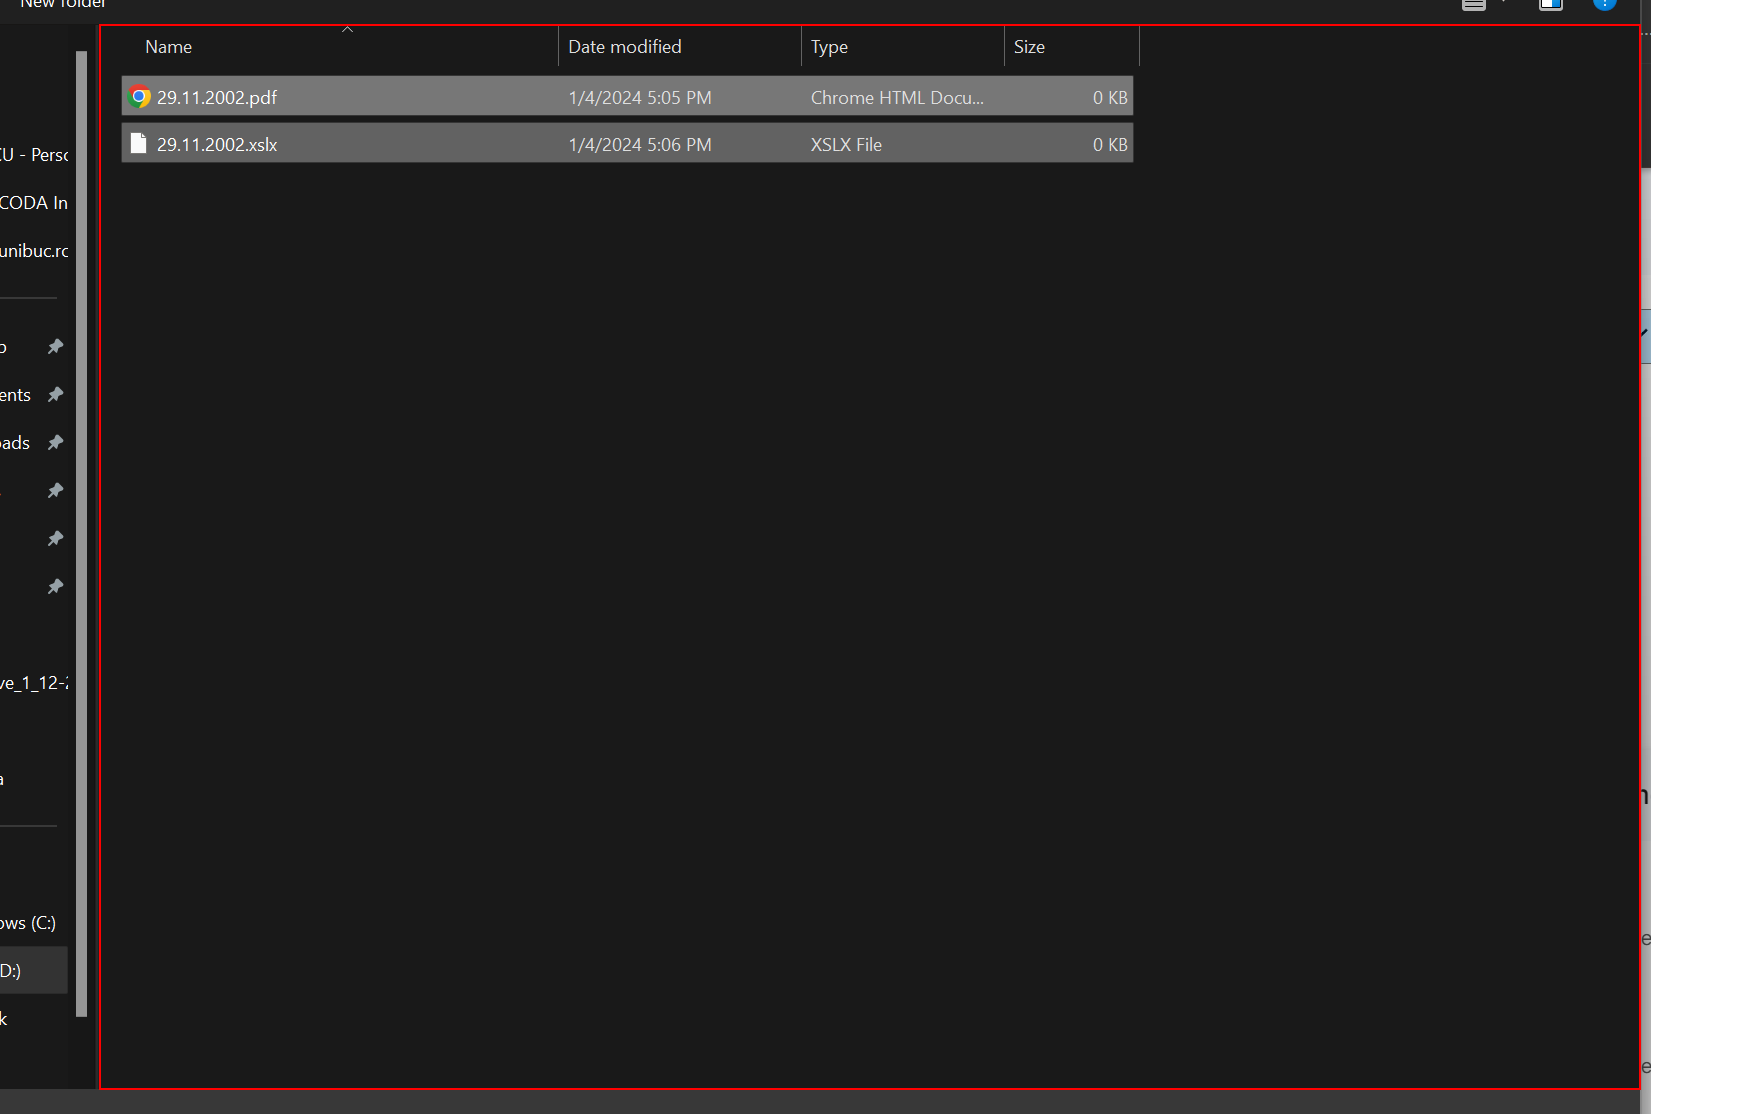 New folder
Name Date modified Type Size
29.11.2002.pdf 1/4/2024 5:05 PM Chrome HTML Docu... 0 KB
29.11.2002.xslx 1/4/2024 5:06 PM XSLX File 0 KB
CU - Perso
CODA In
unibuc.ro
ents
oads
ve_1_12-2
a
ows (C:)
D:)
k